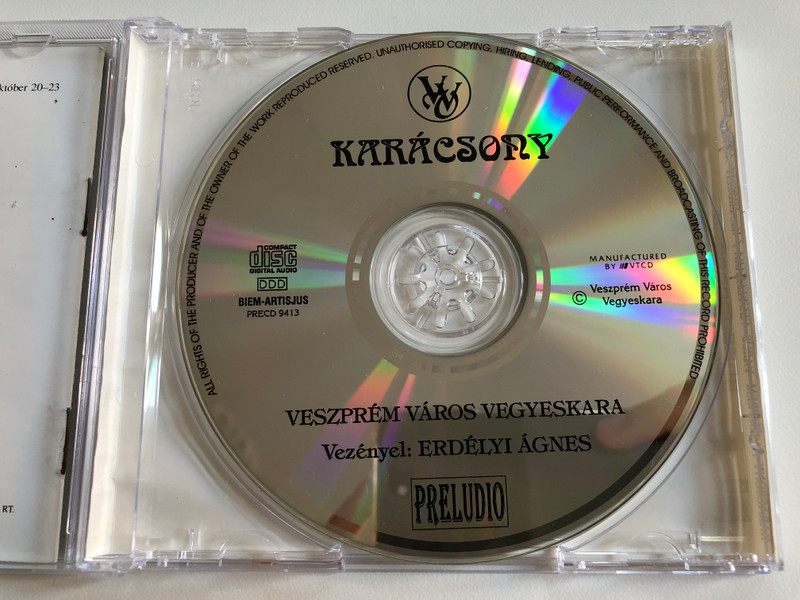 któber 20–23
RT.
ALL RIGHTS OF THE PRODUCER AND OF THE OWNER OF THE WORK REPRODUCED RESERVED. UNAUTHORISED COPYING, HIRING, LENDING, PUBLIC PERFORMANCE AND BROADCASTING OF THIS RECORD PROHIBITED
VVV
KARÁCSONY
COMPACT
disc
DIGITAL AUDIO
DDD
BIEM-ARTISJUS
PRECD 9413
MANUFACTURED
BY VTCD
© Veszprém Város
Vegyeskara
VESZPRÉM VÁROS VEGYESKARA
Vezényel: ERDÉLYI ÁGNES
PRELUDIO